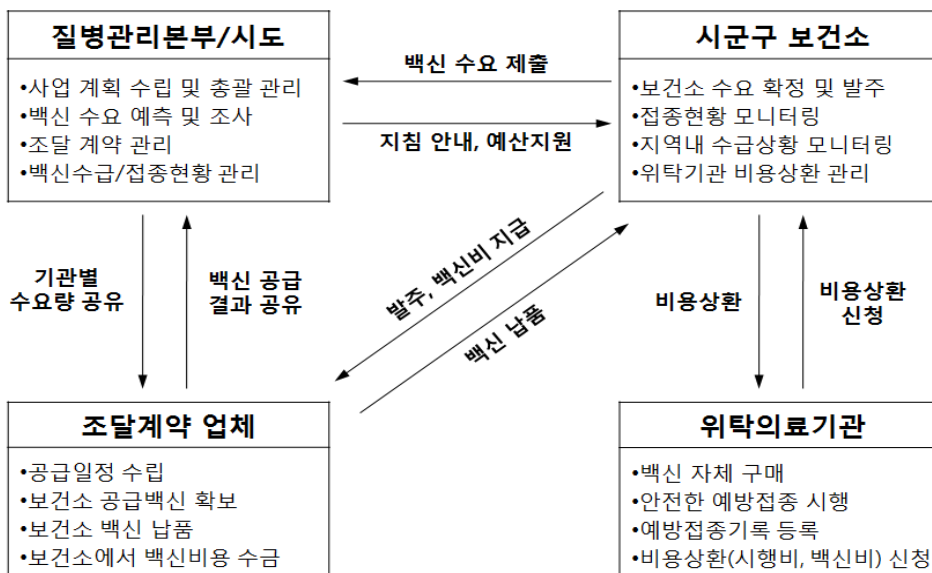 질병관리본부/시도
•사업 계획 수립 및 총괄 관리
•백신 수요 예측 및 조사
•조달 계약 관리
•백신수급/접종현황 관리
백신 수요 제출
지침 안내, 예산지원
시군구 보건소
•보건소 수요 확정 및 발주
•접종현황 모니터링
•지역내 수급상황 모니터링
•위탁기관 비용상환 관리
기관별
수요량 공유
백신 공급
결과 공유
발주, 백신비 지급
백신 납품
비용상환
비용상환
신청
조달계약 업체
•공급일정 수립
•보건소 공급백신 확보
•보건소 백신 납품
•보건소에서 백신비용 수금
위탁의료기관
•백신 자체 구매
•안전한 예방접종 시행
•예방접종기록 등록
•비용상환(시행비, 백신비) 신청